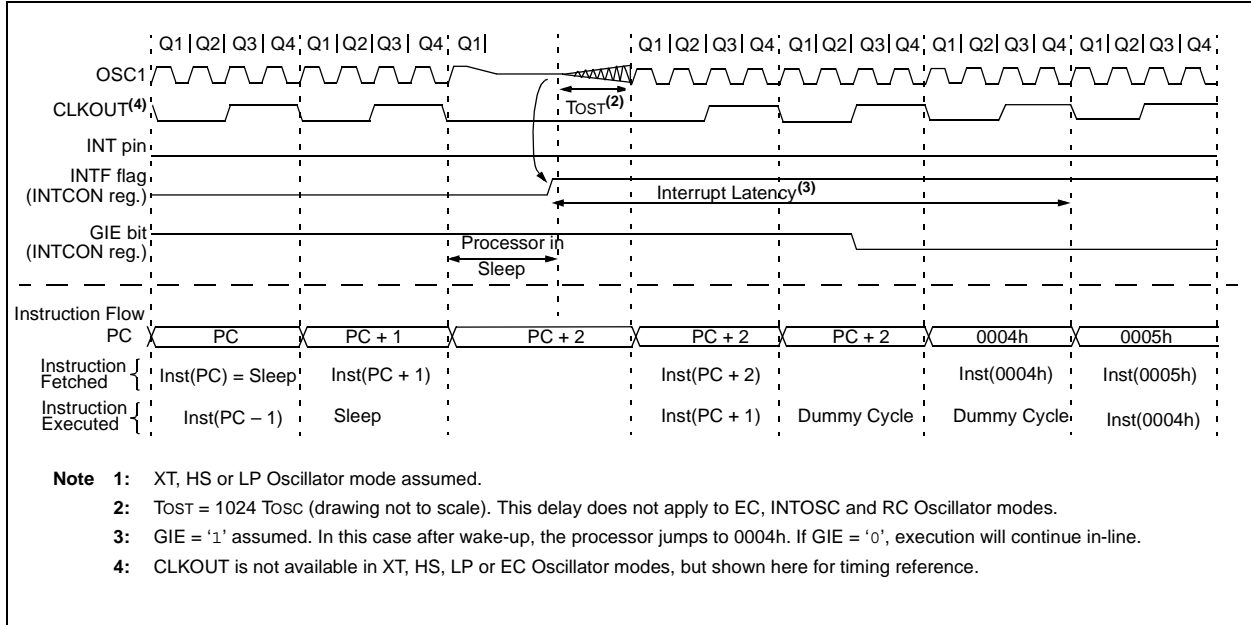 Q1 | Q2 | Q3 | Q4 Q1 | Q2 | Q3 | Q4 Q1 | Q1 | Q2 | Q3 | Q4 Q1 | Q2 | Q3 | Q4 Q1 | Q2 | Q3 | Q4 Q1 | Q2 | Q3 | Q4
OSC1
TOST(2)
CLKOUT(4)
INT pin
INTF flag
(INTCON reg.)
Interrupt Latency(3)
GIE bit
(INTCON reg.)
Processor in
Sleep
Instruction Flow
PC PC PC + 1 PC + 2 PC + 2 PC + 2 0004h 0005h
Instruction
Fetched
Inst(PC) = Sleep Inst(PC + 1) Inst(PC + 2) Inst(0004h) Inst(0005h)
Instruction
Executed
Inst(PC – 1) Sleep Inst(PC + 1) Dummy Cycle Dummy Cycle Inst(0004h)
Note 1: XT, HS or LP Oscillator mode assumed.
2: TOST = 1024 TOSC (drawing not to scale). This delay does not apply to EC, INTOSC and RC Oscillator modes.
3: GIE = ‘1’ assumed. In this case after wake-up, the processor jumps to 0004h. If GIE = ‘0’, execution will continue in-line.
4: CLKOUT is not available in XT, HS, LP or EC Oscillator modes, but shown here for timing reference.